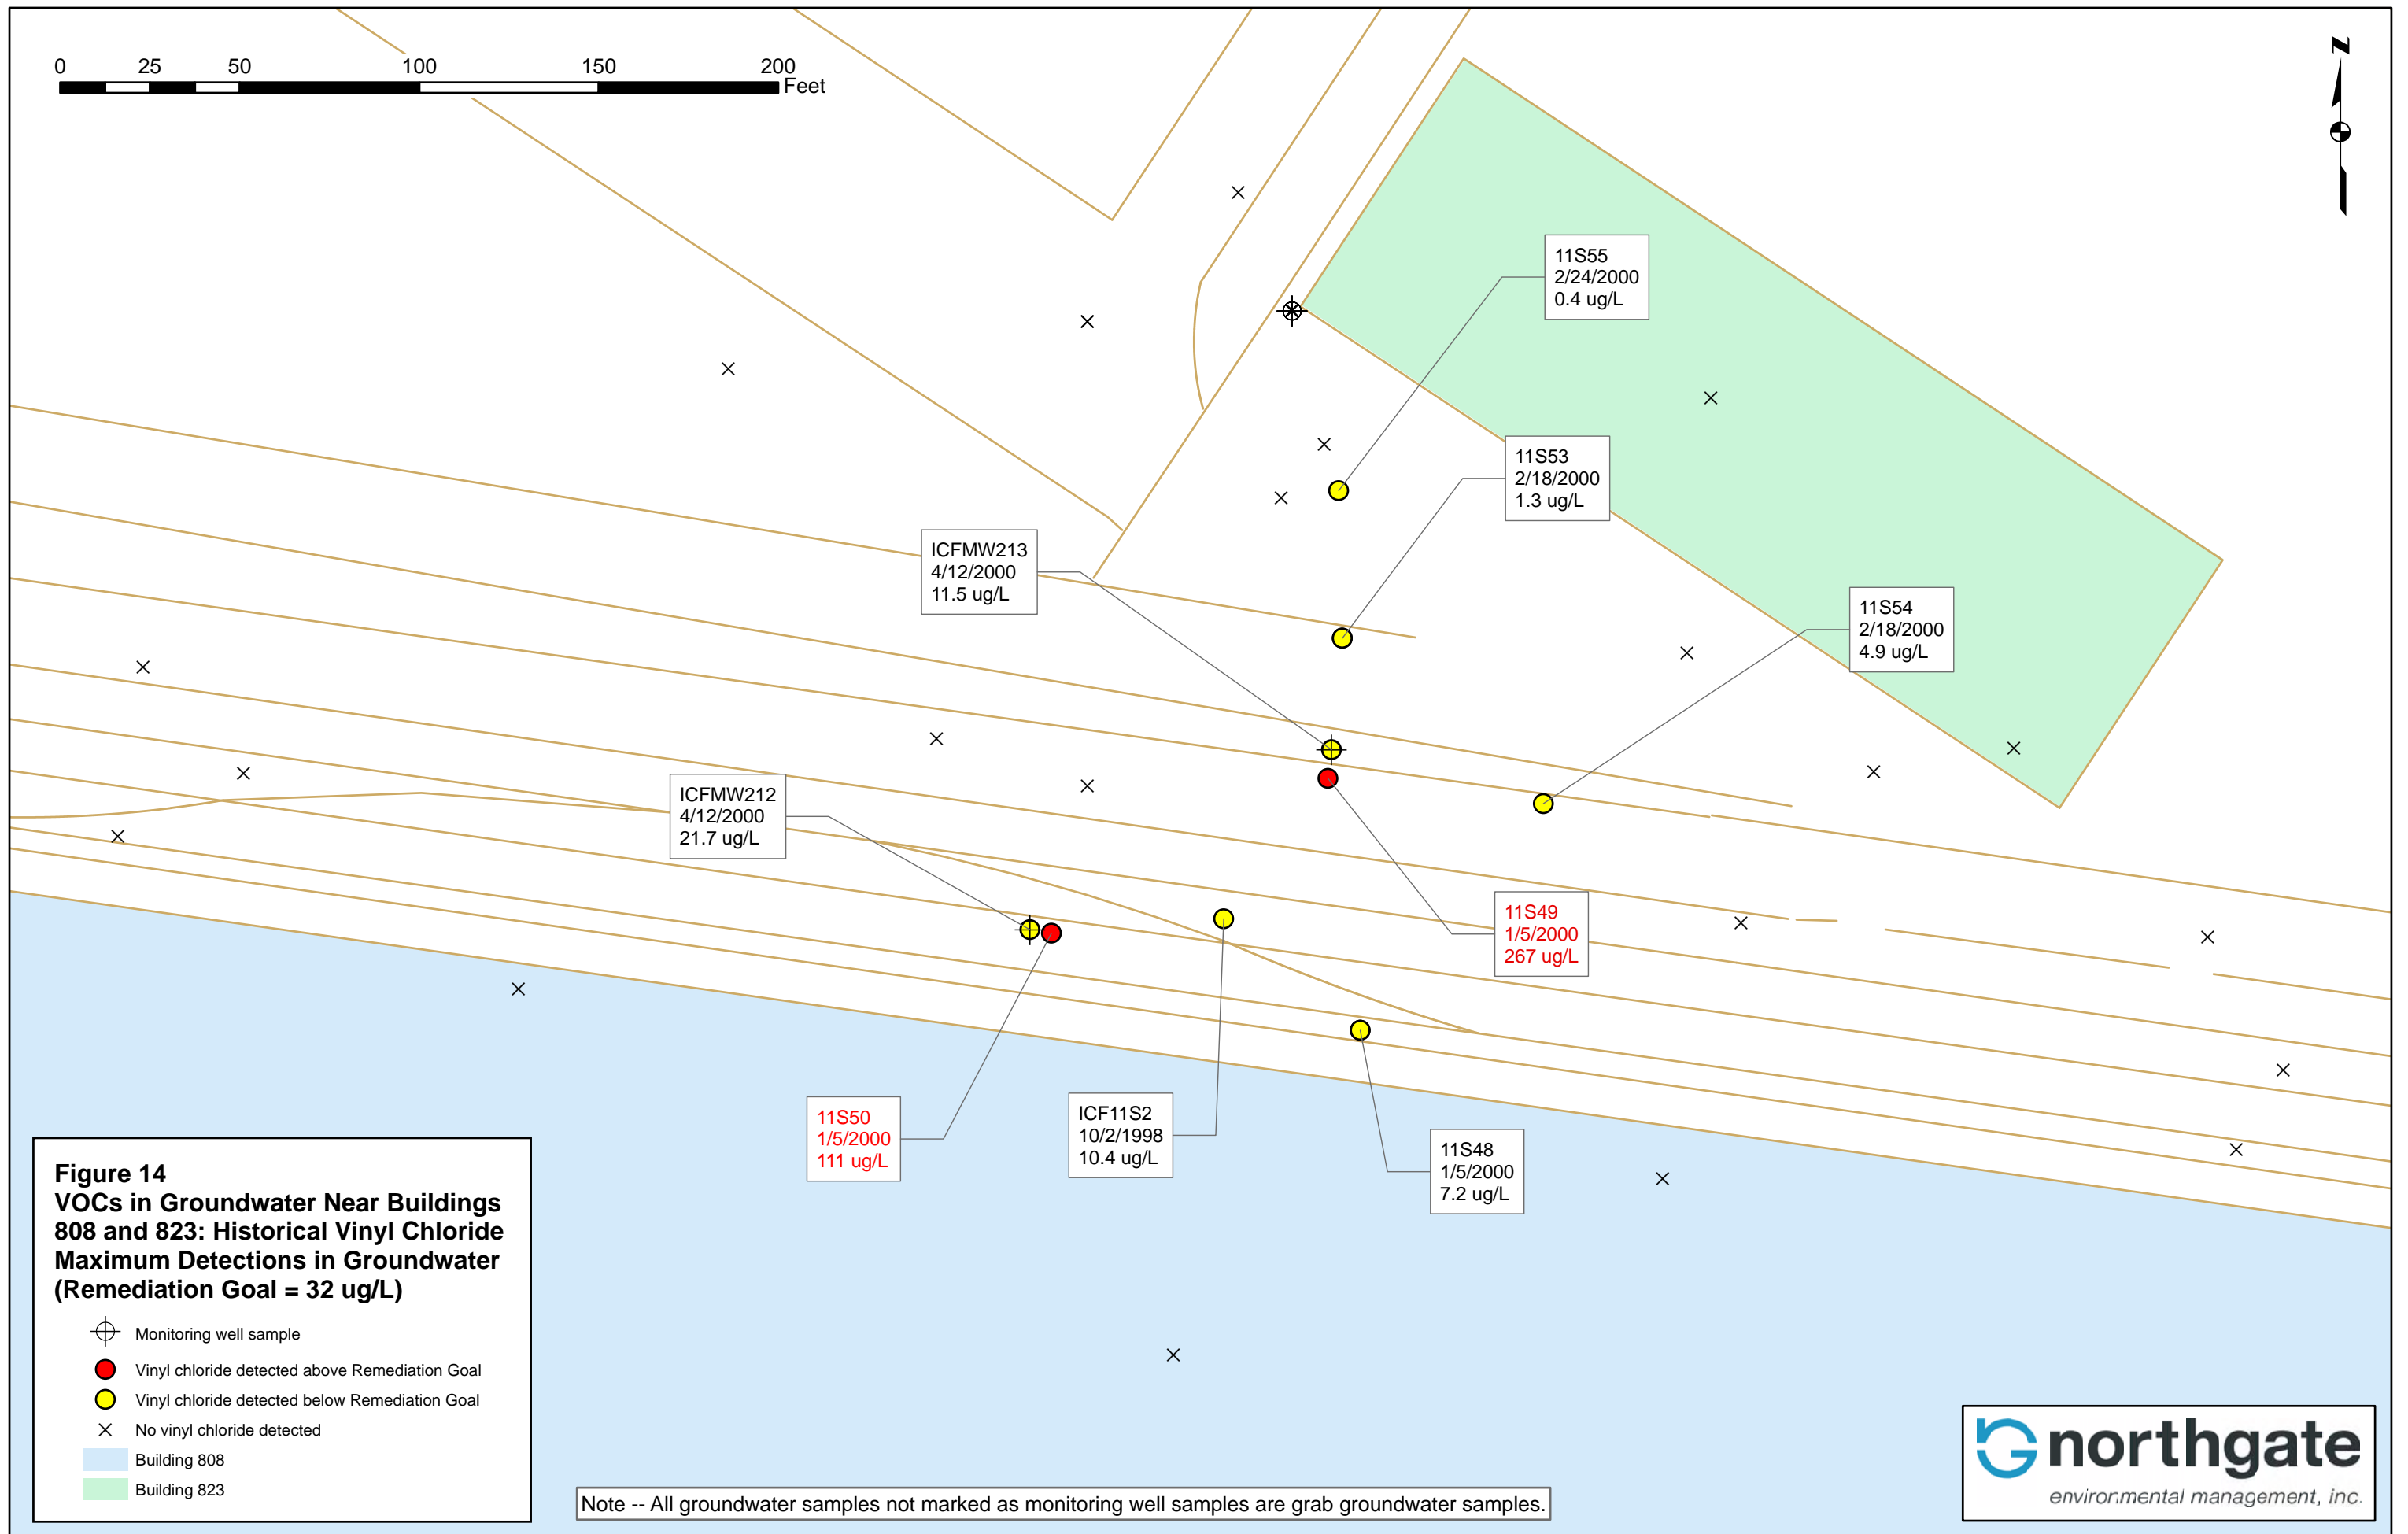 0 25 50 100 150 200
Feet
N
11S55
2/24/2000
0.4 ug/L
11S53
2/18/2000
1.3 ug/L
ICFMW213
4/12/2000
11.5 ug/L
11S54
2/18/2000
4.9 ug/L
ICFMW212
4/12/2000
21.7 ug/L
11S49
1/5/2000
267 ug/L
11S50
1/5/2000
111 ug/L
ICF11S2
10/2/1998
10.4 ug/L
11S48
1/5/2000
7.2 ug/L
Figure 14
VOCs in Groundwater Near Buildings
808 and 823: Historical Vinyl Chloride
Maximum Detections in Groundwater
(Remediation Goal = 32 ug/L)
Monitoring well sample
Vinyl chloride detected above Remediation Goal
Vinyl chloride detected below Remediation Goal
No vinyl chloride detected
Building 808
Building 823
Note -- All groundwater samples not marked as monitoring well samples are grab groundwater samples.
northgate
environmental management, inc.